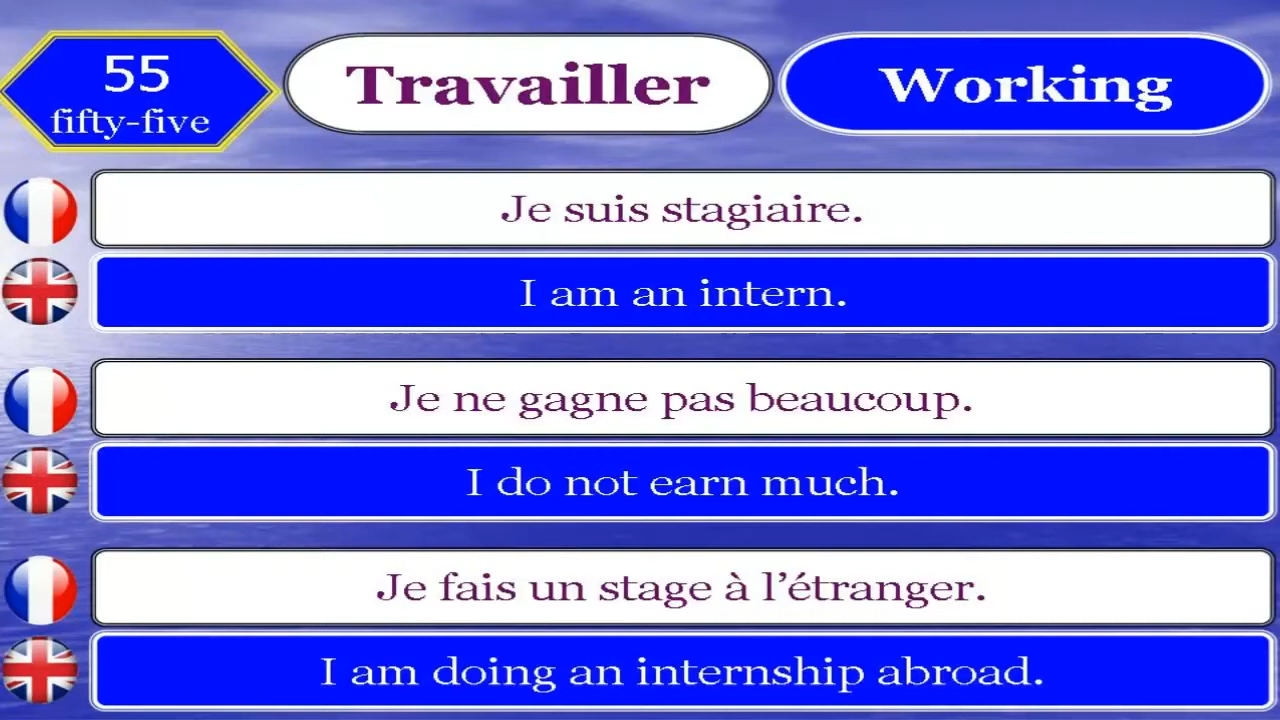 55
fifty-five
Travailler
Working
Je suis stagiaire.
I am an intern.
Je ne gagne pas beaucoup.
I do not earn much.
Je fais un stage à l’étranger.
I am doing an internship abroad.